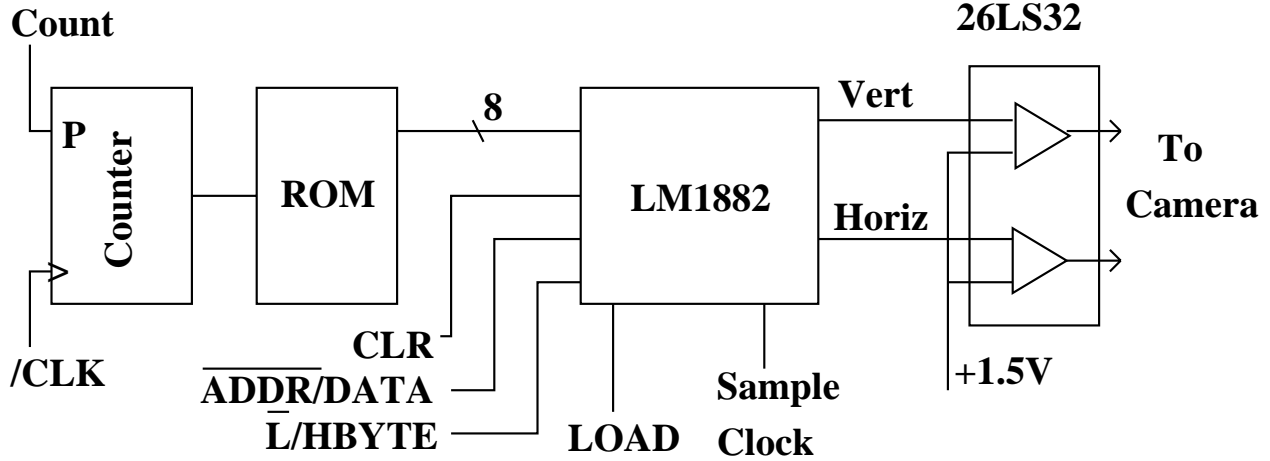 Count
P
Counter
/CLK
ROM
8
LM1882
CLR
A̅D̅D̅R̅/DATA
L̅/HBYTE
LOAD
Sample
Clock
Vert
Horiz
26LS32
+1.5V
To
Camera